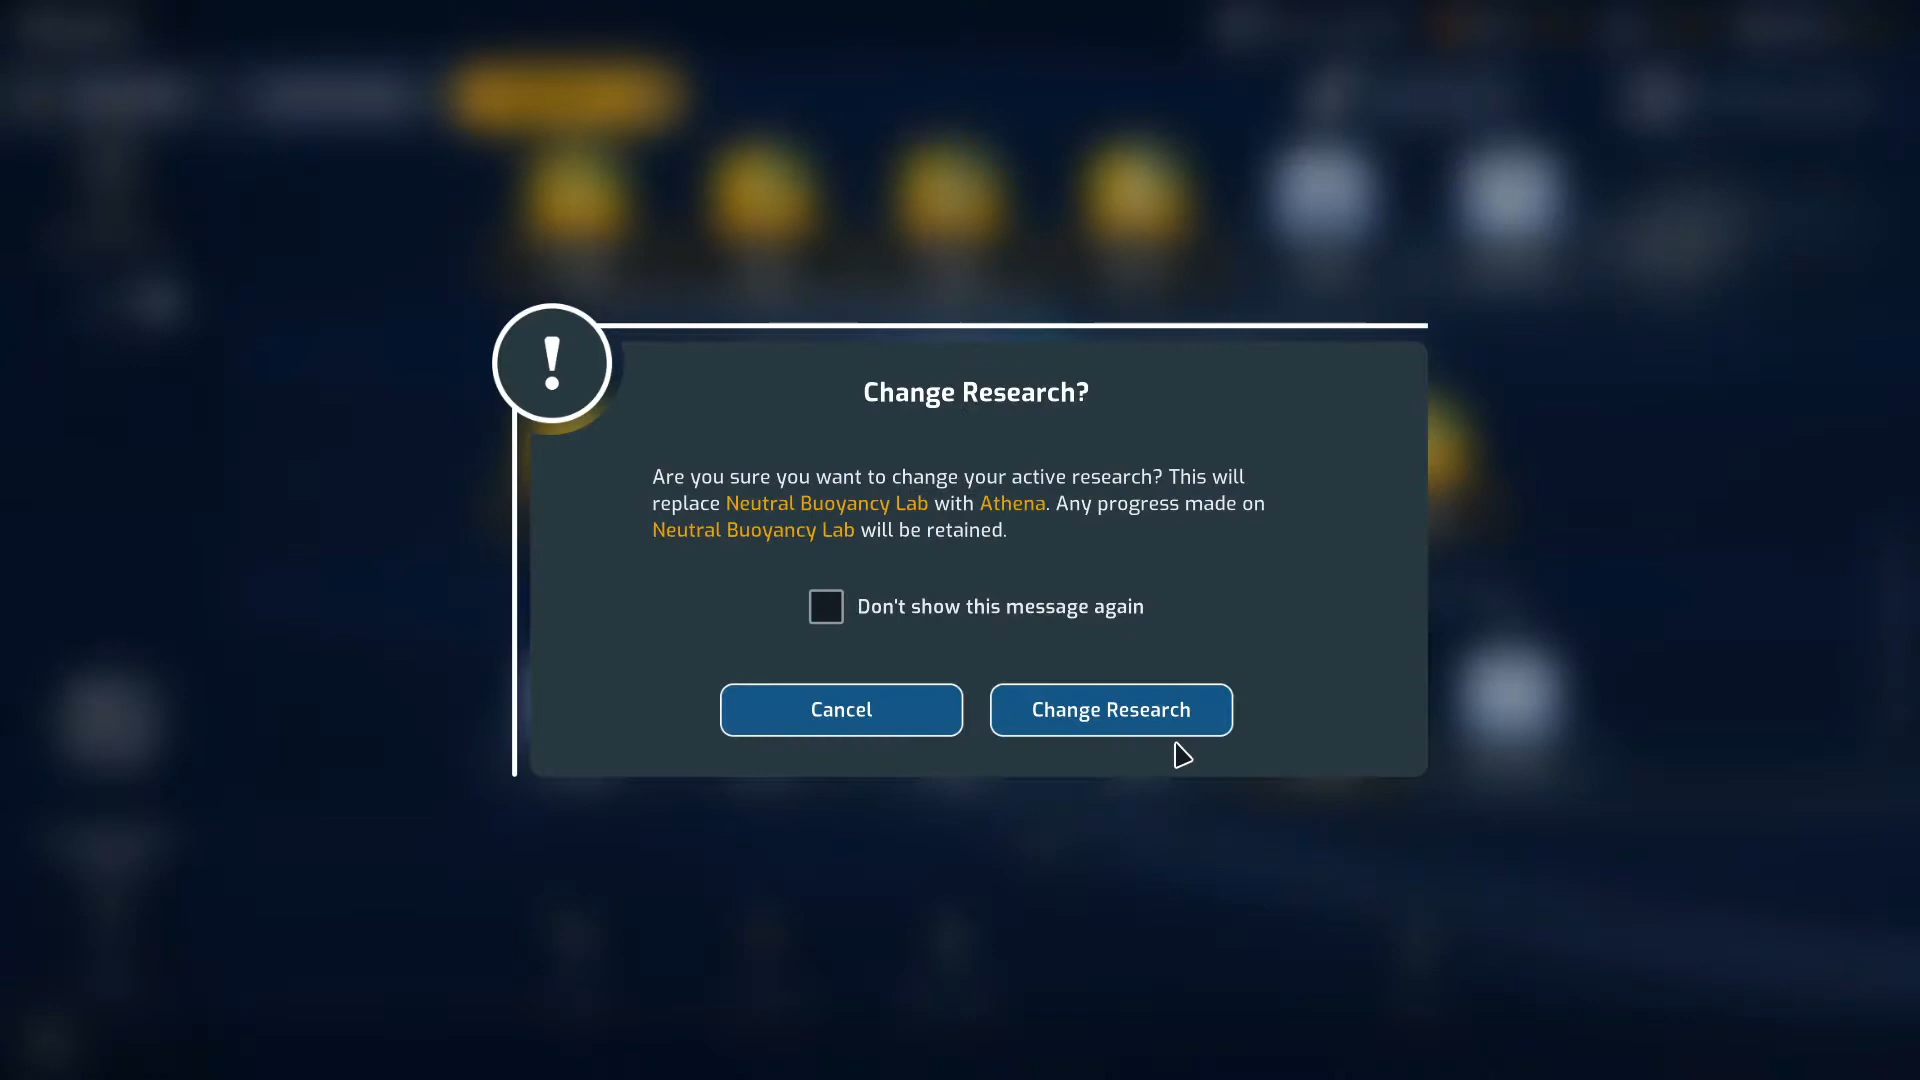 !
Change Research?
Are you sure you want to change your active research? This will
replace Neutral Buoyancy Lab with Athena. Any progress made on
Neutral Buoyancy Lab will be retained.
Don't show this message again
Cancel
Change Research